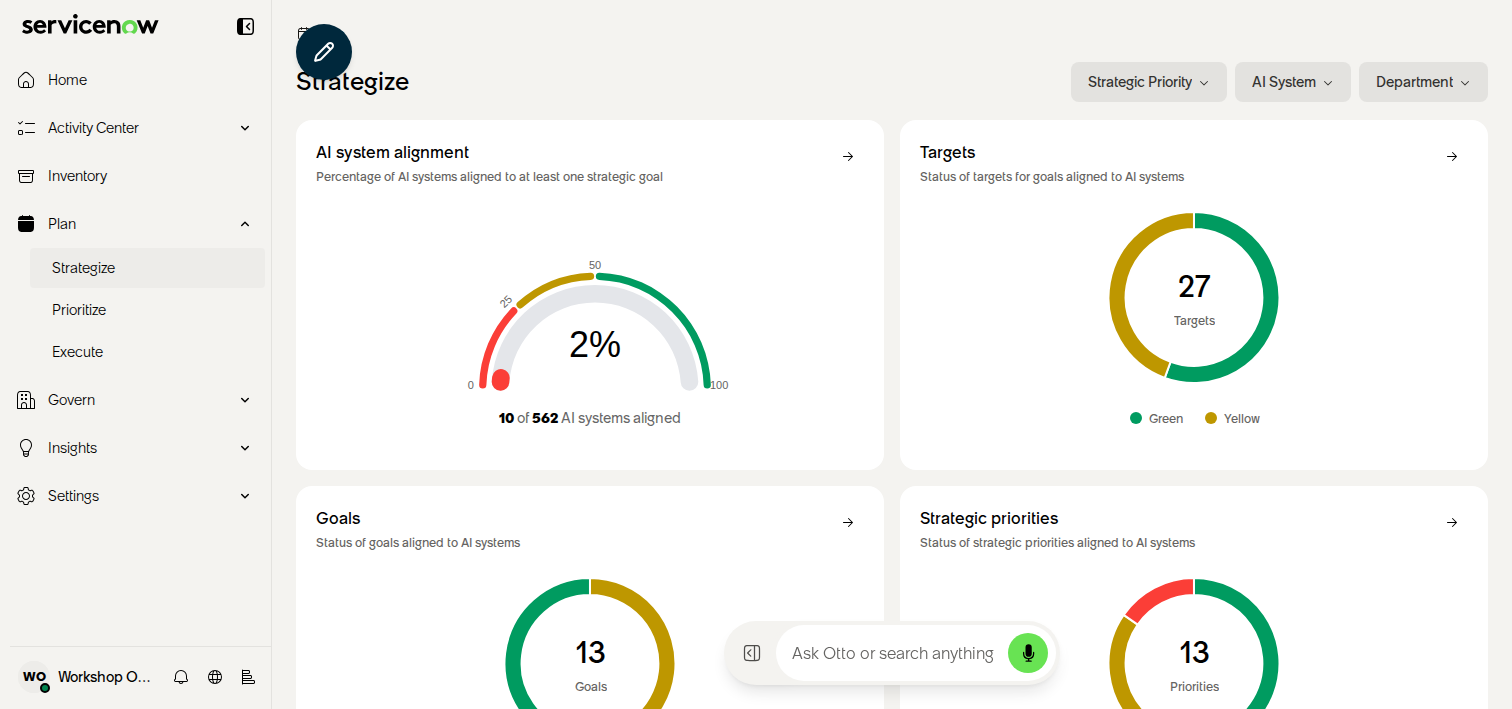 servicenow
Home
Activity Center
Inventory
Plan
Strategize
Prioritize
Execute
Govern
Insights
Settings
WO
Workshop O...
Strategize
Strategic Priority
AI System
Department
AI system alignment
Percentage of AI systems aligned to at least one strategic goal
0
25
50
100
2%
10 of 562 AI systems aligned
Targets
Status of targets for goals aligned to AI systems
27
Targets
Green
Yellow
Goals
Status of goals aligned to AI systems
13
Goals
Strategic priorities
Status of strategic priorities aligned to AI systems
13
Priorities
Ask Otto or search anything